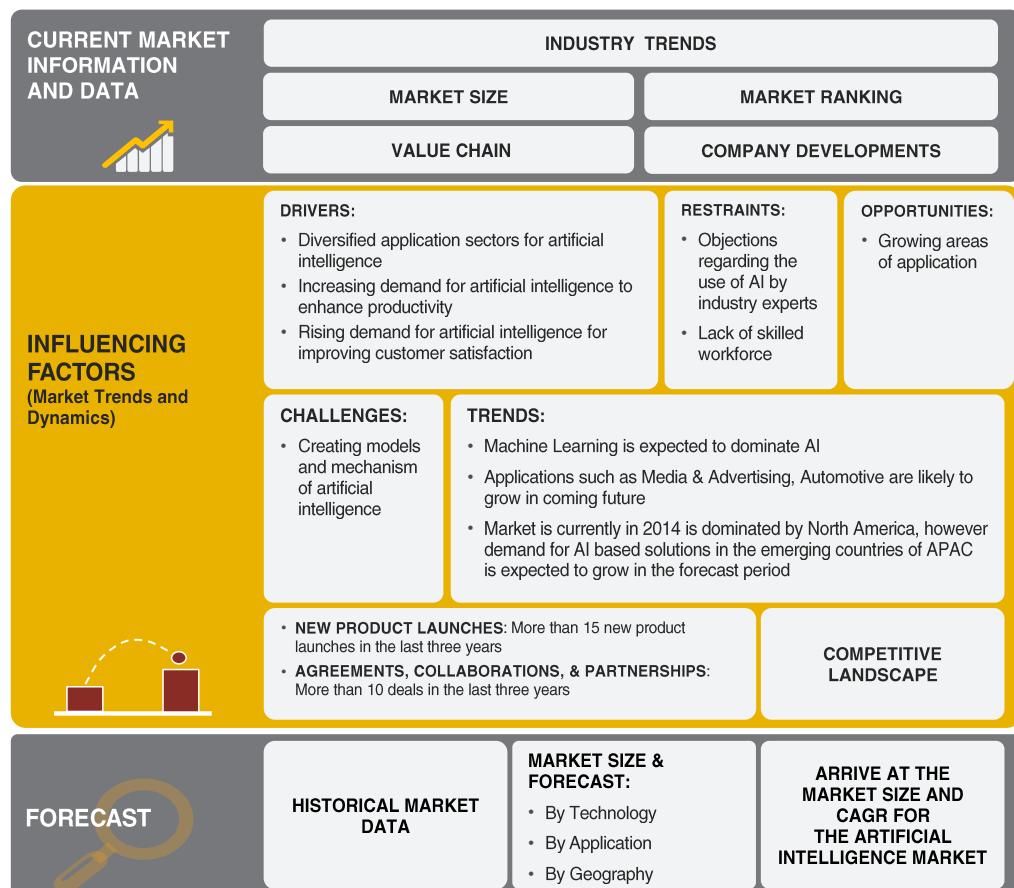 CURRENT MARKET
INFORMATION
AND DATA
INDUSTRY TRENDS
MARKET SIZE
MARKET RANKING
VALUE CHAIN
COMPANY DEVELOPMENTS
INFLUENCING
FACTORS
(Market Trends and
Dynamics)
DRIVERS:
• Diversified application sectors for artificial
intelligence
• Increasing demand for artificial intelligence to
enhance productivity
• Rising demand for artificial intelligence for
improving customer satisfaction
RESTRAINTS:
• Objections
regarding the
use of AI by
industry experts
• Lack of skilled
workforce
OPPORTUNITIES:
• Growing areas
of application
CHALLENGES:
• Creating models
and mechanism
of artificial
intelligence
TRENDS:
• Machine Learning is expected to dominate AI
• Applications such as Media & Advertising, Automotive are likely to
grow in coming future
• Market is currently in 2014 is dominated by North America, however
demand for AI based solutions in the emerging countries of APAC
is expected to grow in the forecast period
• NEW PRODUCT LAUNCHES: More than 15 new product
launches in the last three years
• AGREEMENTS, COLLABORATIONS, & PARTNERSHIPS:
More than 10 deals in the last three years
COMPETITIVE
LANDSCAPE
FORECAST
HISTORICAL MARKET
DATA
MARKET SIZE &
FORECAST:
• By Technology
• By Application
• By Geography
ARRIVE AT THE
MARKET SIZE AND
CAGR FOR
THE ARTIFICIAL
INTELLIGENCE MARKET